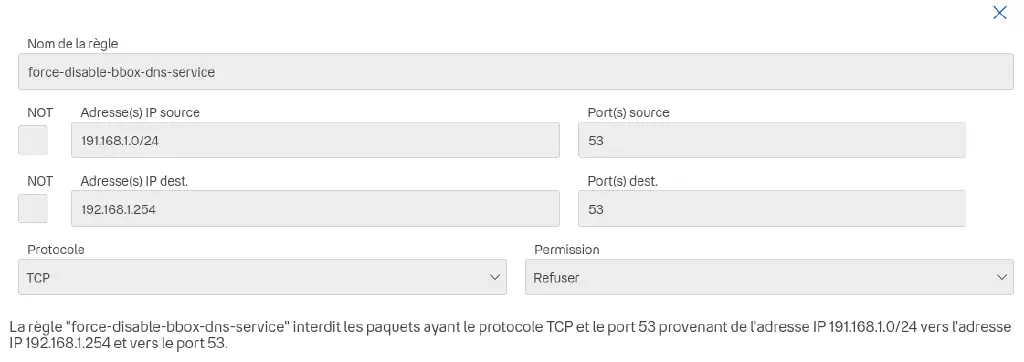 Nom de la règle
force-disable-bbox-dns-service
NOT Adresse(s) IP source Port(s) source
191.168.1.0/24 53
NOT Adresse(s) IP dest. Port(s) dest.
192.168.1.254 53
Protocole Permission
TCP Refuser
La règle "force-disable-bbox-dns-service" interdit les paquets ayant le protocole TCP et le port 53 provenant de l'adresse IP 191.168.1.0/24 vers l'adresse
IP 192.168.1.254 et vers le port 53.